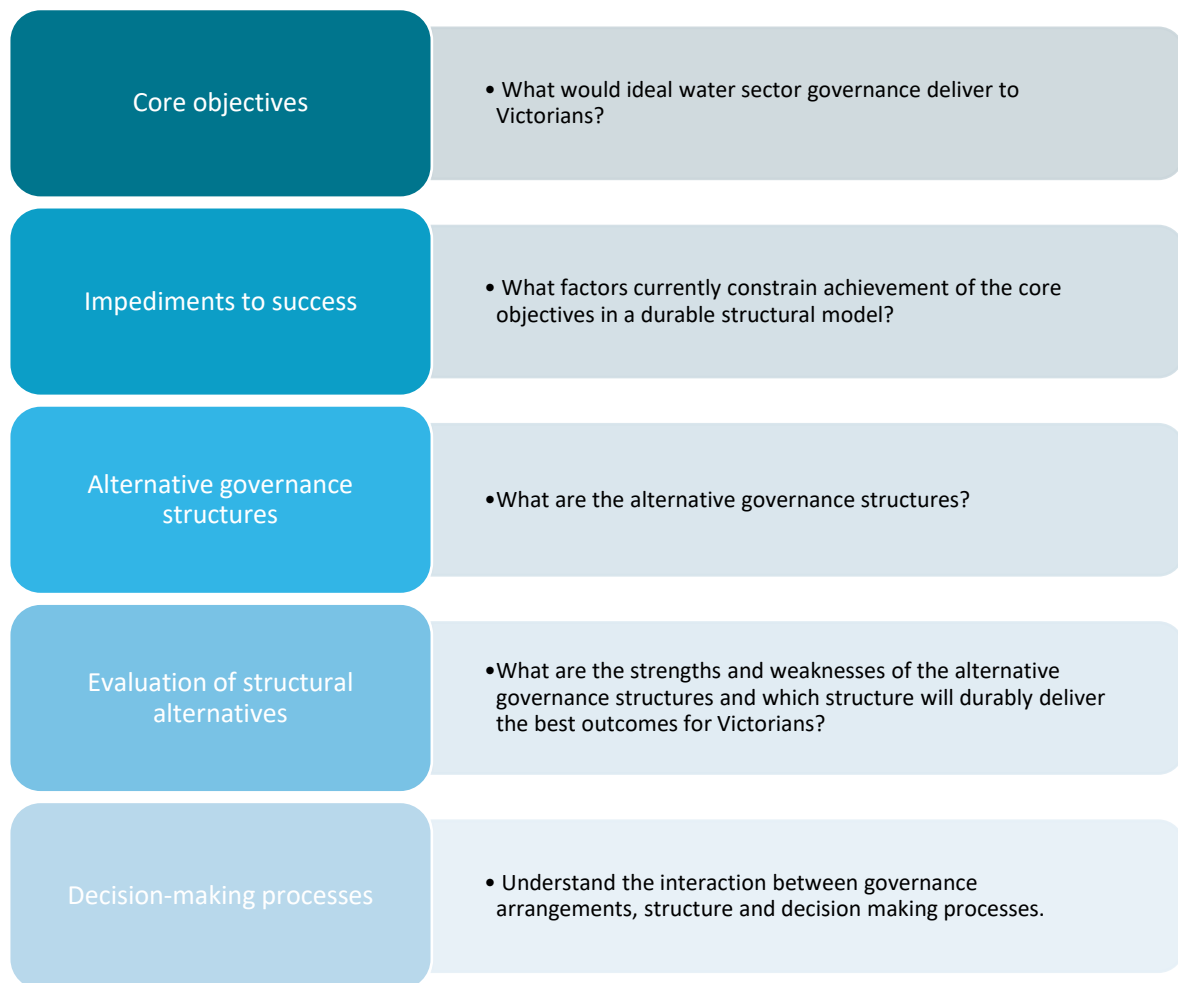 Core objectives
• What would ideal water sector governance deliver to
Victorians?
Impediments to success
• What factors currently constrain achievement of the core
objectives in a durable structural model?
Alternative governance
structures
•What are the alternative governance structures?
Evaluation of structural
alternatives
•What are the strengths and weaknesses of the alternative
governance structures and which structure will durably deliver
the best outcomes for Victorians?
Decision-making processes
• Understand the interaction between governance
arrangements, structure and decision making processes.